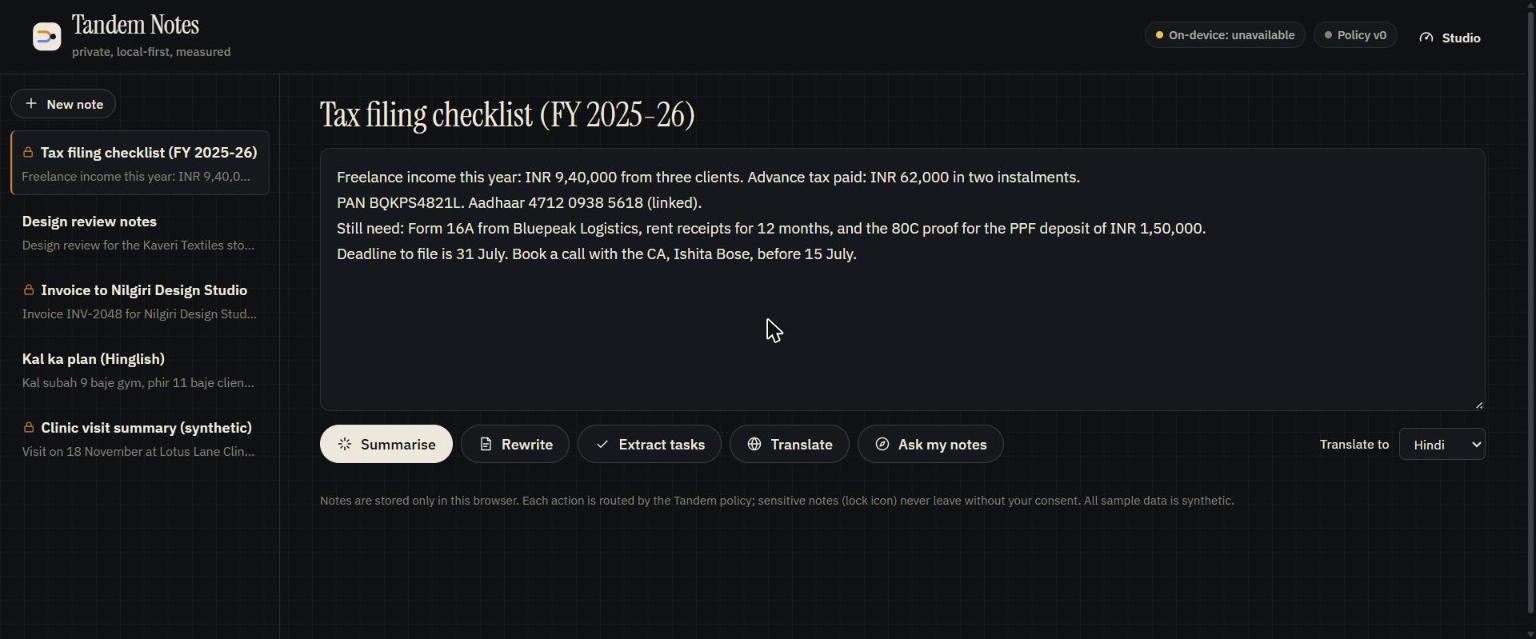 Tandem Notes
private, local-first, measured
On-device: unavailable
Policy v0
Studio
New note
Tax filing checklist (FY 2025-26)
Freelance income this year: INR 9,40,0...
Design review notes
Design review for the Kaveri Textiles sto...
Invoice to Nilgiri Design Studio
Invoice INV-2048 for Nilgiri Design Stud...
Kal ka plan (Hinglish)
Kal subah 9 baje gym, phir 11 baje clien...
Clinic visit summary (synthetic)
Visit on 18 November at Lotus Lane Clin...
Tax filing checklist (FY 2025-26)
Freelance income this year: INR 9,40,000 from three clients. Advance tax paid: INR 62,000 in two instalments.
PAN BQKPS4821L. Aadhaar 4712 0938 5618 (linked).
Still need: Form 16A from Bluepeak Logistics, rent receipts for 12 months, and the 80C proof for the PPF deposit of INR 1,50,000.
Deadline to file is 31 July. Book a call with the CA, Ishita Bose, before 15 July.
Summarise
Rewrite
Extract tasks
Translate
Ask my notes
Translate to
Hindi
Notes are stored only in this browser. Each action is routed by the Tandem policy; sensitive notes (lock icon) never leave without your consent. All sample data is synthetic.